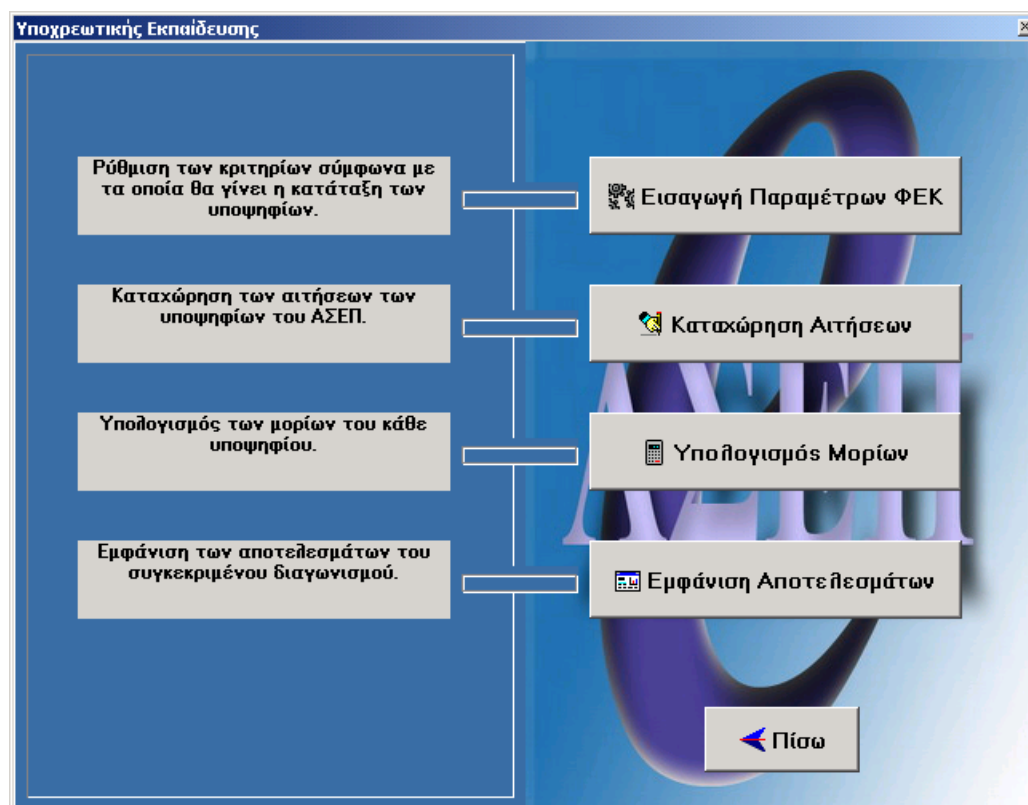 Υποχρεωτικής Εκπαίδευσης
Ρύθμιση των κριτηρίων σύμφωνα με
τα οποία θα γίνει η κατάταξη των
υποψηφίων.
Εισαγωγή Παραμέτρων ΦΕΚ
Καταχώρηση των αιτήσεων των
υποψηφίων του ΑΣΕΠ.
Καταχώρηση Αιτήσεων
Υπολογισμός των μορίων του κάθε
υποψηφίου.
Υπολογισμός Μορίων
Εμφάνιση των αποτελεσμάτων του
συγκεκριμένου διαγωνισμού.
Εμφάνιση Αποτελεσμάτων
ΑΣΕΠ
Πίσω